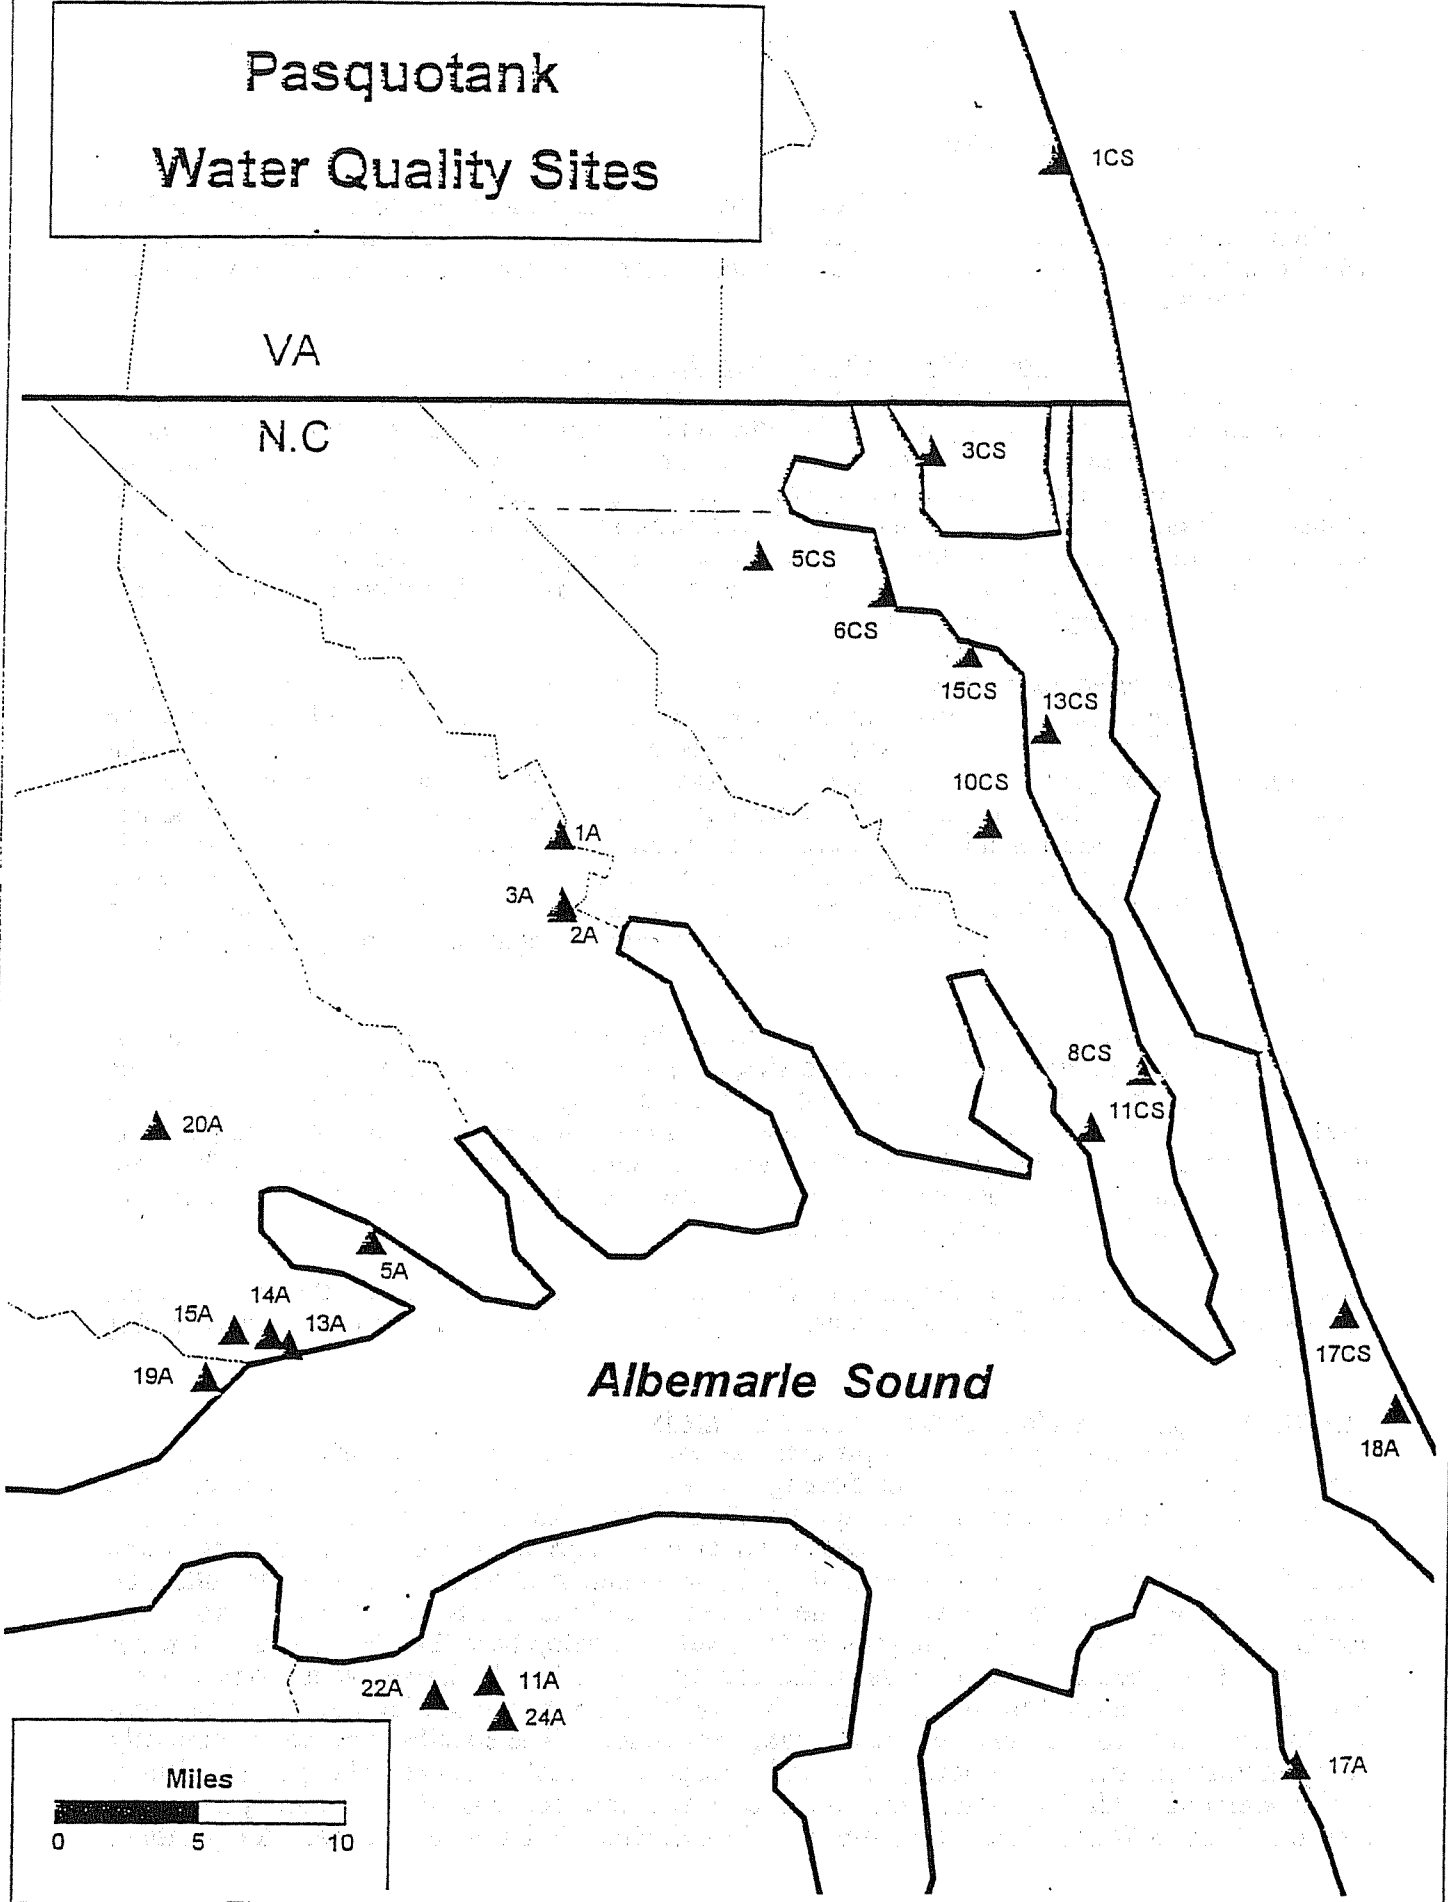 Pasquotank
Water Quality Sites
1CS
VA
N.C
3CS
5CS
6CS
15CS
13CS
10CS
1A
3A
2A
8CS
11CS
20A
5A
14A
15A
13A
19A
Albemarle Sound
17CS
18A
22A
11A
24A
17A
Miles
0 5 10